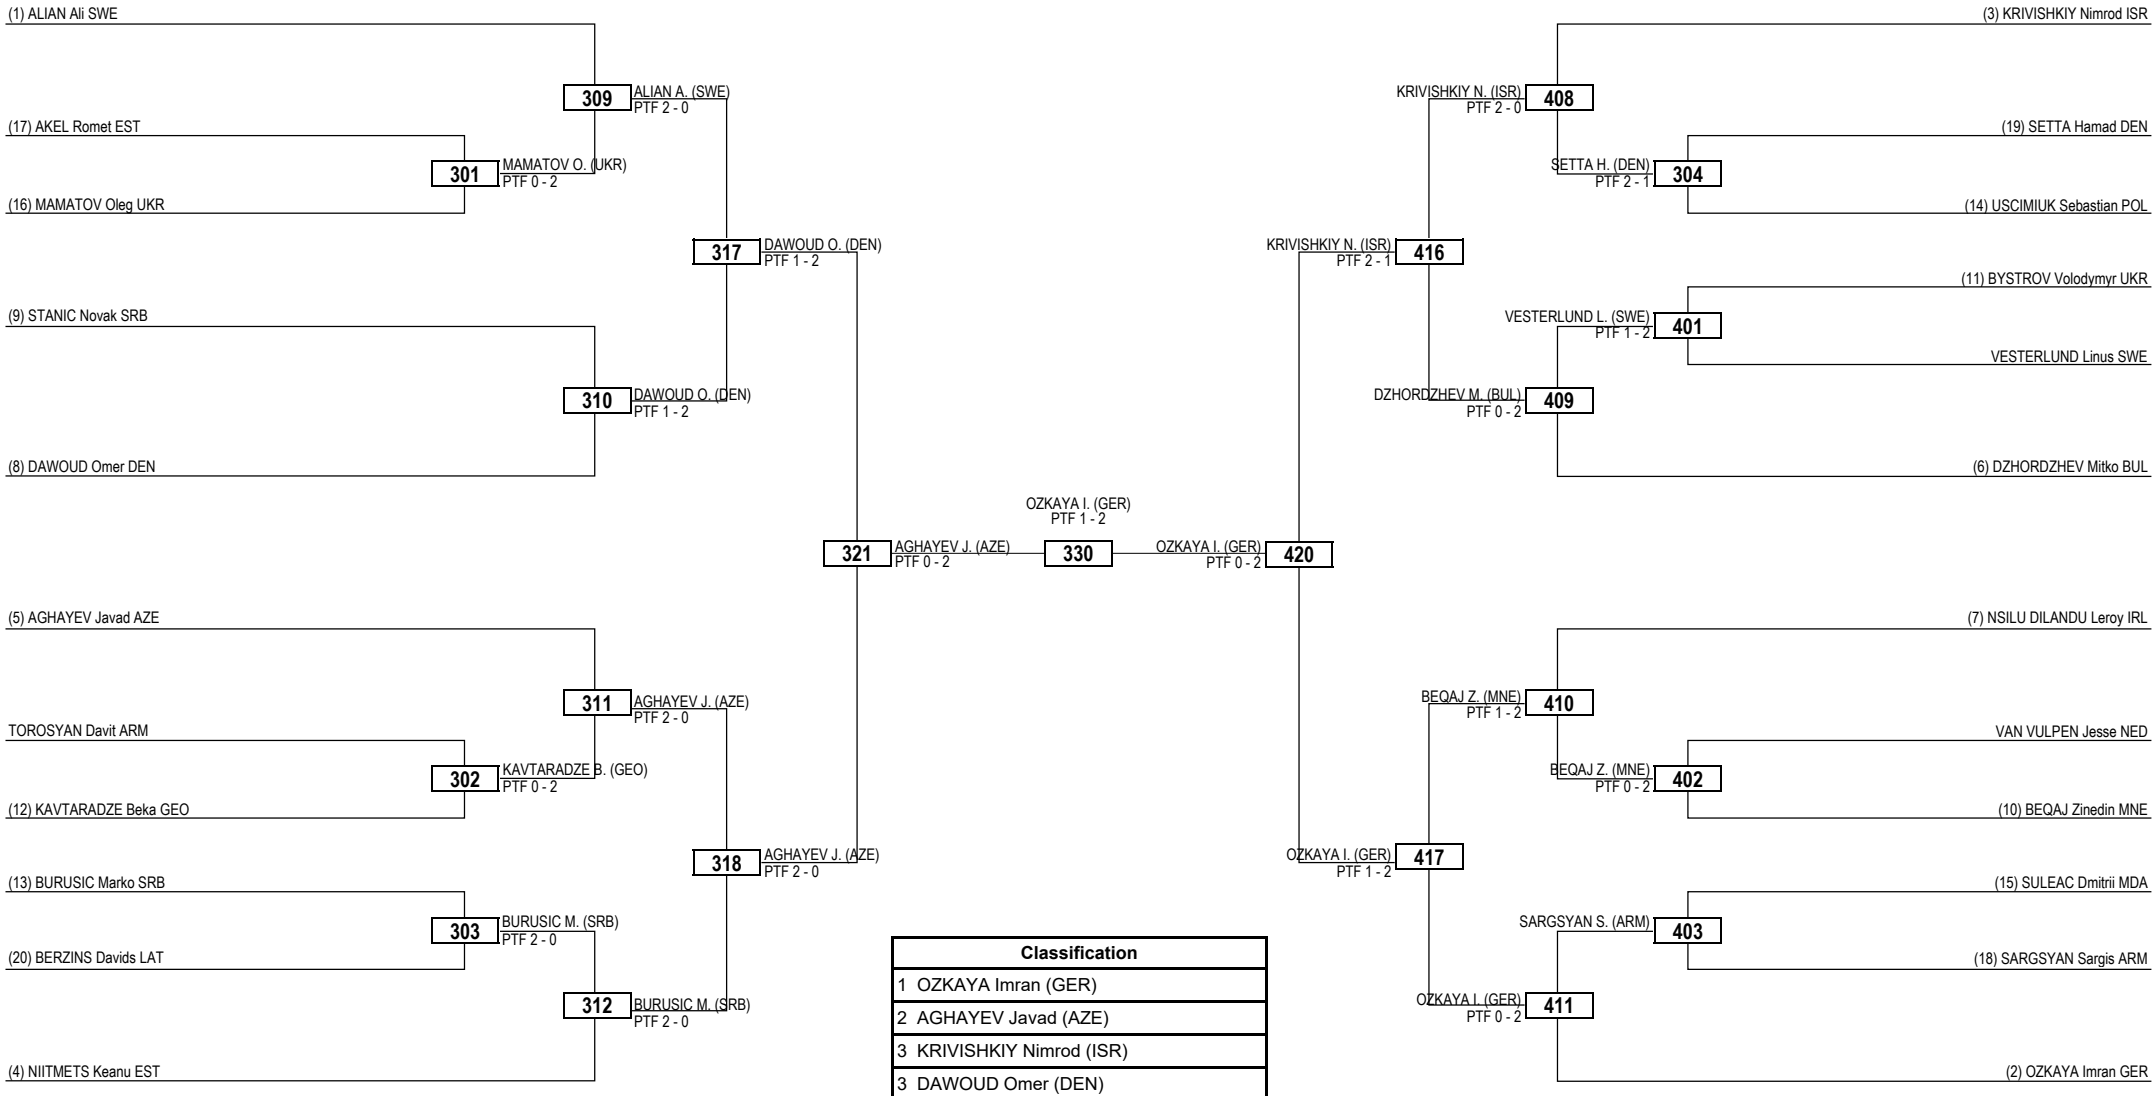 (1) ALIAN Ali SWE
(17) AKEL Romet EST
(16) MAMATOV Oleg UKR
(9) STANIC Novak SRB
(8) DAWOUD Omer DEN
(5) AGHAYEV Javad AZE
TOROSYAN Davit ARM
(12) KAVTARADZE Beka GEO
(13) BURUSIC Marko SRB
(20) BERZINS Davids LAT
(4) NIITMETS Keanu EST
301
MAMATOV O. (UKR)
PTF 0 - 2
302
KAVTARADZE B. (GEO)
PTF 0 - 2
303
BURUSIC M. (SRB)
PTF 2 - 0
309
ALIAN A. (SWE)
PTF 2 - 0
310
DAWOUD O. (DEN)
PTF 1 - 2
311
AGHAYEV J. (AZE)
PTF 2 - 0
312
BURUSIC M. (SRB)
PTF 2 - 0
317
DAWOUD O. (DEN)
PTF 1 - 2
318
AGHAYEV J. (AZE)
PTF 2 - 0
321
AGHAYEV J. (AZE)
PTF 0 - 2
OZKAYA I. (GER)
PTF 1 - 2
330
OZKAYA I. (GER)
PTF 0 - 2
420
KRIVISHKIY N. (ISR)
PTF 2 - 1
416
OZKAYA I. (GER)
PTF 1 - 2
417
KRIVISHKIY N. (ISR)
PTF 2 - 0
408
DZHORDZHEV M. (BUL)
PTF 0 - 2
409
BEQAJ Z. (MNE)
PTF 1 - 2
410
OZKAYA I. (GER)
PTF 0 - 2
411
SETTA H. (DEN)
PTF 2 - 1
304
VESTERLUND L. (SWE)
PTF 1 - 2
401
BEQAJ Z. (MNE)
PTF 0 - 2
402
SARGSYAN S. (ARM)
403
(3) KRIVISHKIY Nimrod ISR
(19) SETTA Hamad DEN
(14) USCIMIUK Sebastian POL
(11) BYSTROV Volodymyr UKR
VESTERLUND Linus SWE
(6) DZHORDZHEV Mitko BUL
(7) NSILU DILANDU Leroy IRL
VAN VULPEN Jesse NED
(10) BEQAJ Zinedin MNE
(15) SULEAC Dmitrii MDA
(18) SARGSYAN Sargis ARM
(2) OZKAYA Imran GER
Classification
1 OZKAYA Imran (GER)
2 AGHAYEV Javad (AZE)
3 KRIVISHKIY Nimrod (ISR)
3 DAWOUD Omer (DEN)